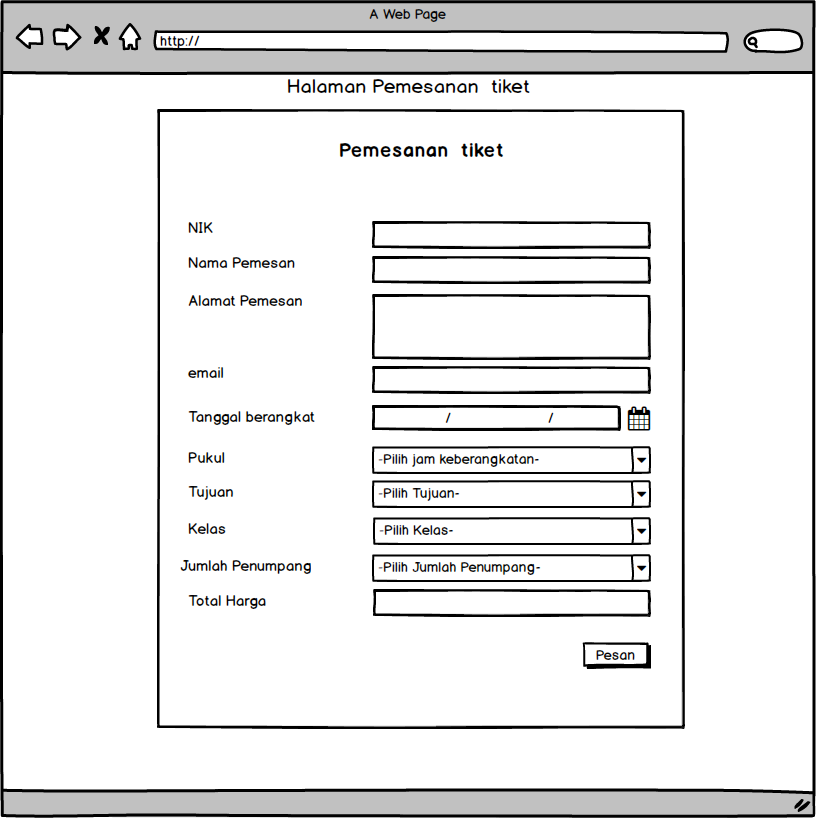 A Web Page
http://
Halaman Pemesanan tiket
Pemesanan tiket
NIK
Nama Pemesan
Alamat Pemesan
email
Tanggal berangkat / /
Pukul -Pilih jam keberangkatan-
Tujuan -Pilih Tujuan-
Kelas -Pilih Kelas-
Jumlah Penumpang -Pilih Jumlah Penumpang-
Total Harga
Pesan